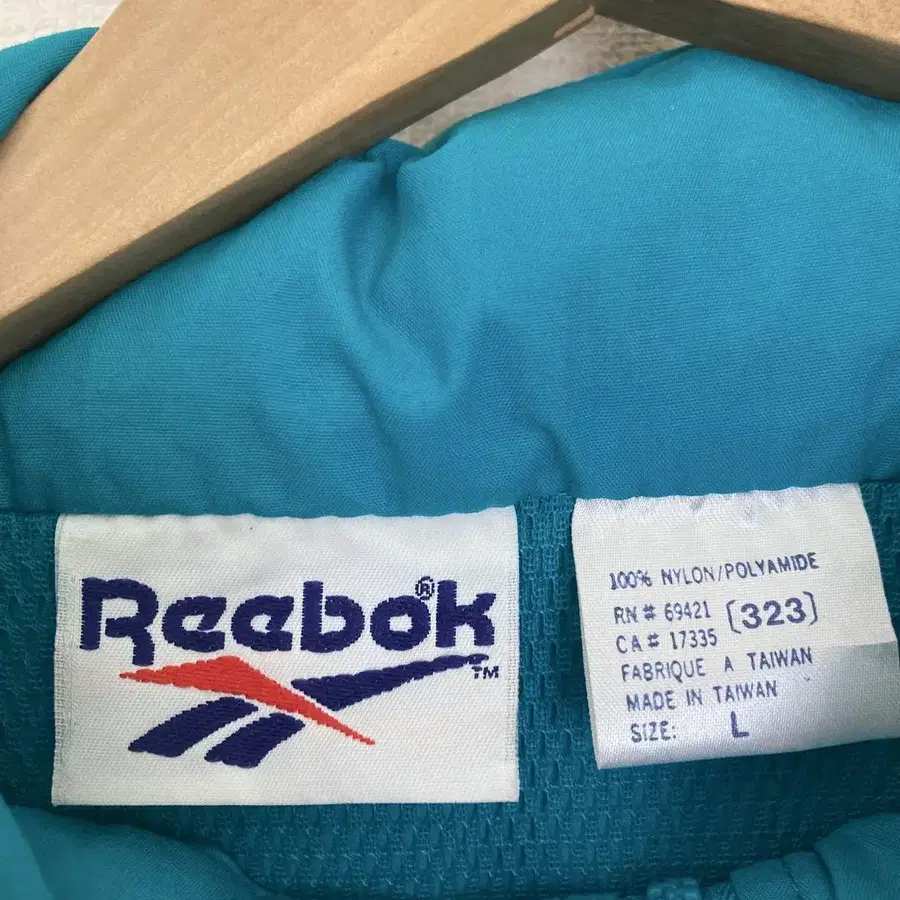 Reebok®
TM
100% NYLON/POLYAMIDE
RN # 69421 [323]
CA # 17335
FABRIQUE A TAIWAN
MADE IN TAIWAN
SIZE: L